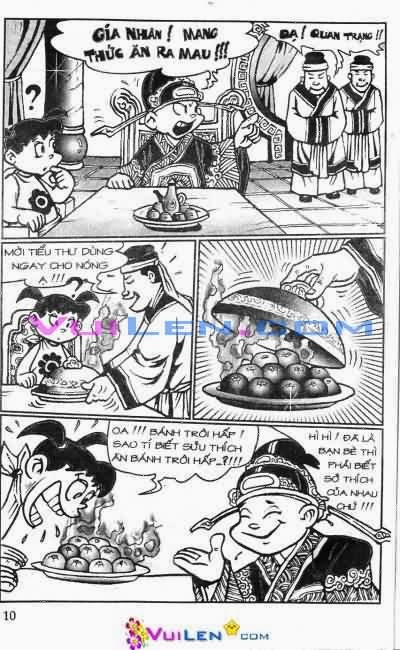 GIA NHÂN! MANG
THỨC ĂN RA MAU!!!
DẠ! QUAN TRẠNG!!
?
MỜI TIỂU THƯ DÙNG
NGAY CHO NÓNG
Ạ!!!
VuiLen.com
OA!!! BÁNH TRÔI HẤP!
SAO TÍ BIẾT SỬU THÍCH
ĂN BÁNH TRÔI HẤP..?!!!
HÌ HÌ! ĐÃ LÀ
BẠN BÈ THÌ
PHẢI BIẾT
SỞ THÍCH
CỦA NHAU
CHỨ!!!
10
VuiLen.com